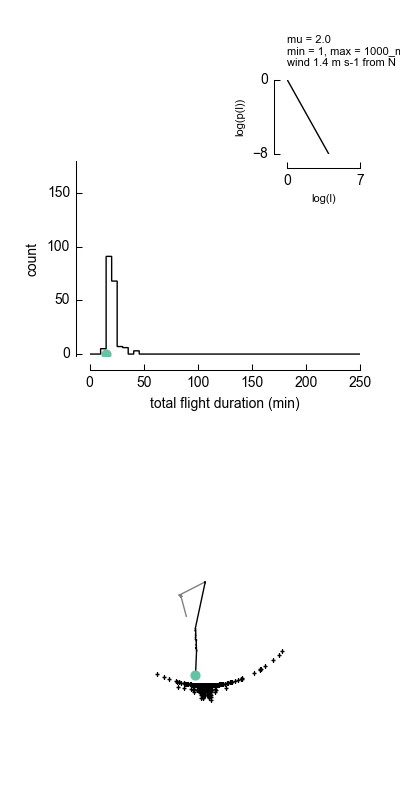 mu = 2.0
min = 1, max = 1000_m
wind 1.4 m s-1 from N
0
log(p(l))
−8
0 7
log(l)
150
100
count
50
0
0 50 100 150 200 250
total flight duration (min)